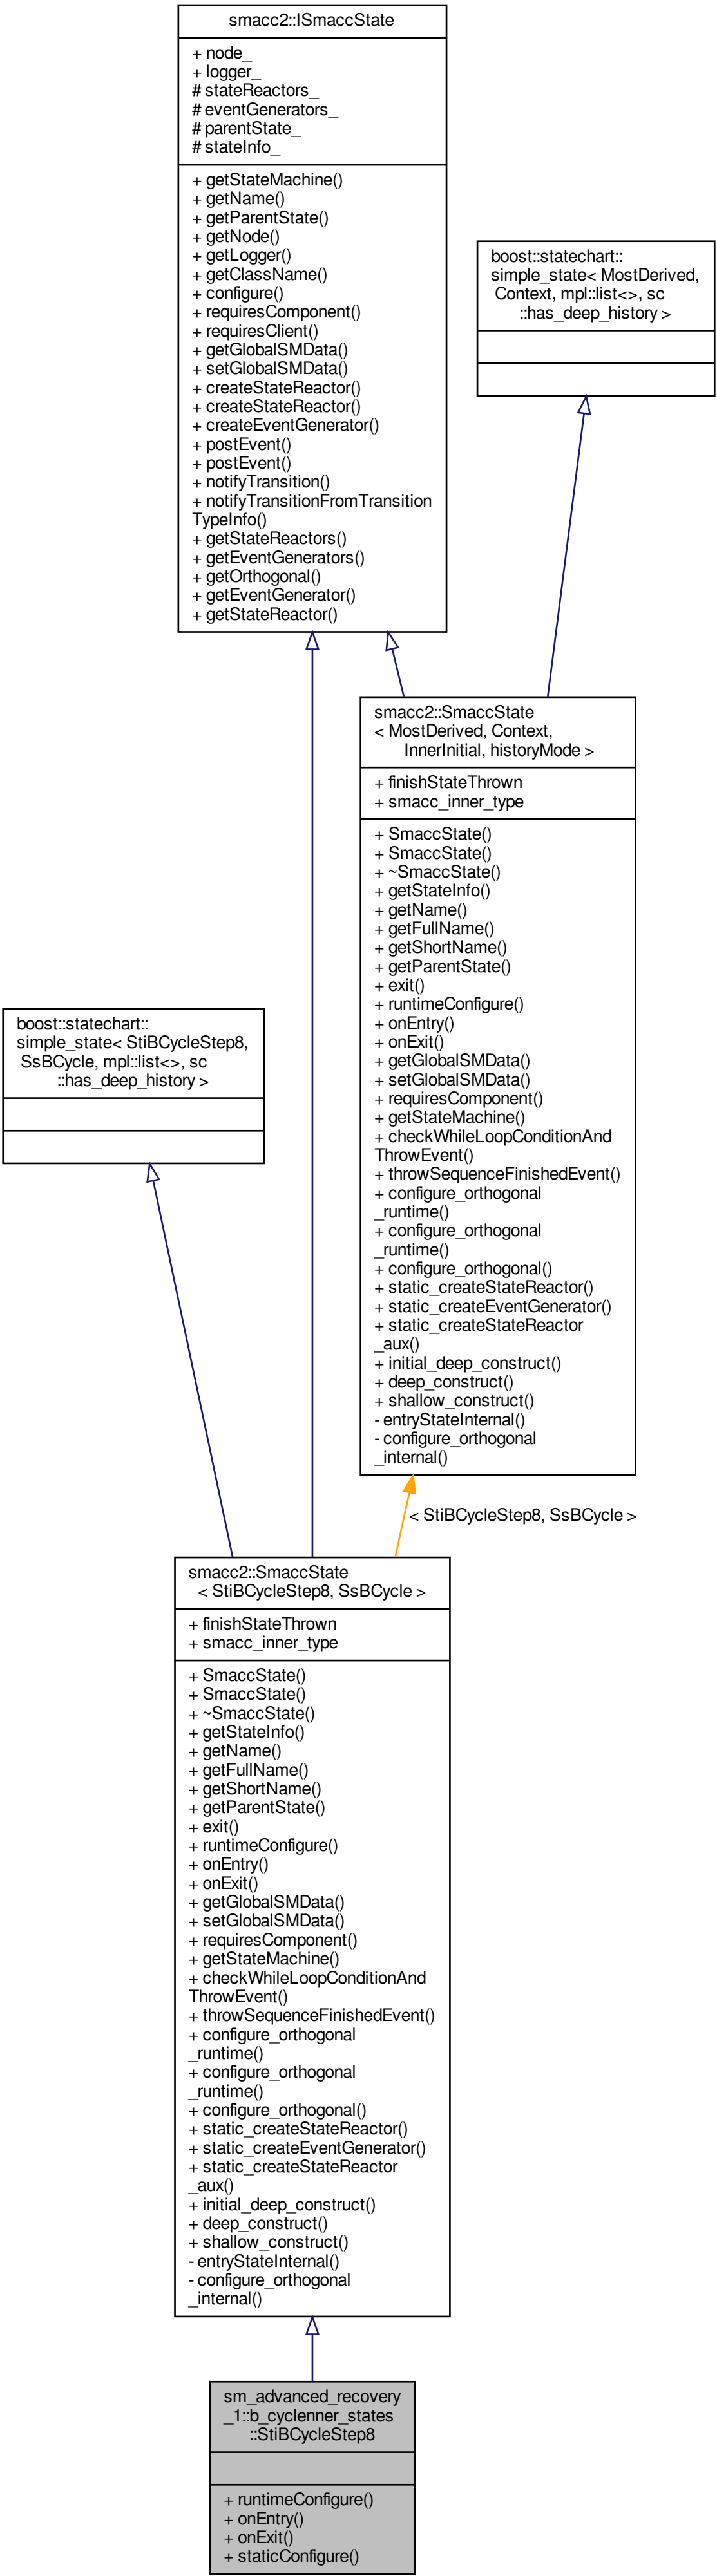 smacc2::ISmaccState
+ node_
+ logger_
# stateReactors_
# eventGenerators_
# parentState_
# stateInfo_
+ getStateMachine()
+ getName()
+ getParentState()
+ getNode()
+ getLogger()
+ getClassName()
+ configure()
+ requiresComponent()
+ requiresClient()
+ getGlobalSMData()
+ setGlobalSMData()
+ createStateReactor()
+ createStateReactor()
+ createEventGenerator()
+ postEvent()
+ postEvent()
+ notifyTransition()
+ notifyTransitionFromTransition
TypeInfo()
+ getStateReactors()
+ getEventGenerators()
+ getOrthogonal()
+ getEventGenerator()
+ getStateReactor()
boost::statechart::
simple_state< MostDerived,
Context, mpl::list<>, sc
::has_deep_history >
smacc2::SmaccState
< MostDerived, Context,
InnerInitial, historyMode >
+ finishStateThrown
+ smacc_inner_type
+ SmaccState()
+ SmaccState()
+ ~SmaccState()
+ getStateInfo()
+ getName()
+ getFullName()
+ getShortName()
+ getParentState()
+ exit()
+ runtimeConfigure()
+ onEntry()
+ onExit()
+ getGlobalSMData()
+ setGlobalSMData()
+ requiresComponent()
+ getStateMachine()
+ checkWhileLoopConditionAnd
ThrowEvent()
+ throwSequenceFinishedEvent()
+ configure_orthogonal
_runtime()
+ configure_orthogonal
_runtime()
+ configure_orthogonal()
+ static_createStateReactor()
+ static_createEventGenerator()
+ static_createStateReactor
_aux()
+ initial_deep_construct()
+ deep_construct()
+ shallow_construct()
- entryStateInternal()
- configure_orthogonal
_internal()
boost::statechart::
simple_state< StiBCycleStep8,
SsBCycle, mpl::list<>, sc
::has_deep_history >
< StiBCycleStep8, SsBCycle >
smacc2::SmaccState
< StiBCycleStep8, SsBCycle >
+ finishStateThrown
+ smacc_inner_type
+ SmaccState()
+ SmaccState()
+ ~SmaccState()
+ getStateInfo()
+ getName()
+ getFullName()
+ getShortName()
+ getParentState()
+ exit()
+ runtimeConfigure()
+ onEntry()
+ onExit()
+ getGlobalSMData()
+ setGlobalSMData()
+ requiresComponent()
+ getStateMachine()
+ checkWhileLoopConditionAnd
ThrowEvent()
+ throwSequenceFinishedEvent()
+ configure_orthogonal
_runtime()
+ configure_orthogonal
_runtime()
+ configure_orthogonal()
+ static_createStateReactor()
+ static_createEventGenerator()
+ static_createStateReactor
_aux()
+ initial_deep_construct()
+ deep_construct()
+ shallow_construct()
- entryStateInternal()
- configure_orthogonal
_internal()
sm_advanced_recovery
_1::b_cyclenner_states
::StiBCycleStep8
+ runtimeConfigure()
+ onEntry()
+ onExit()
+ staticConfigure()